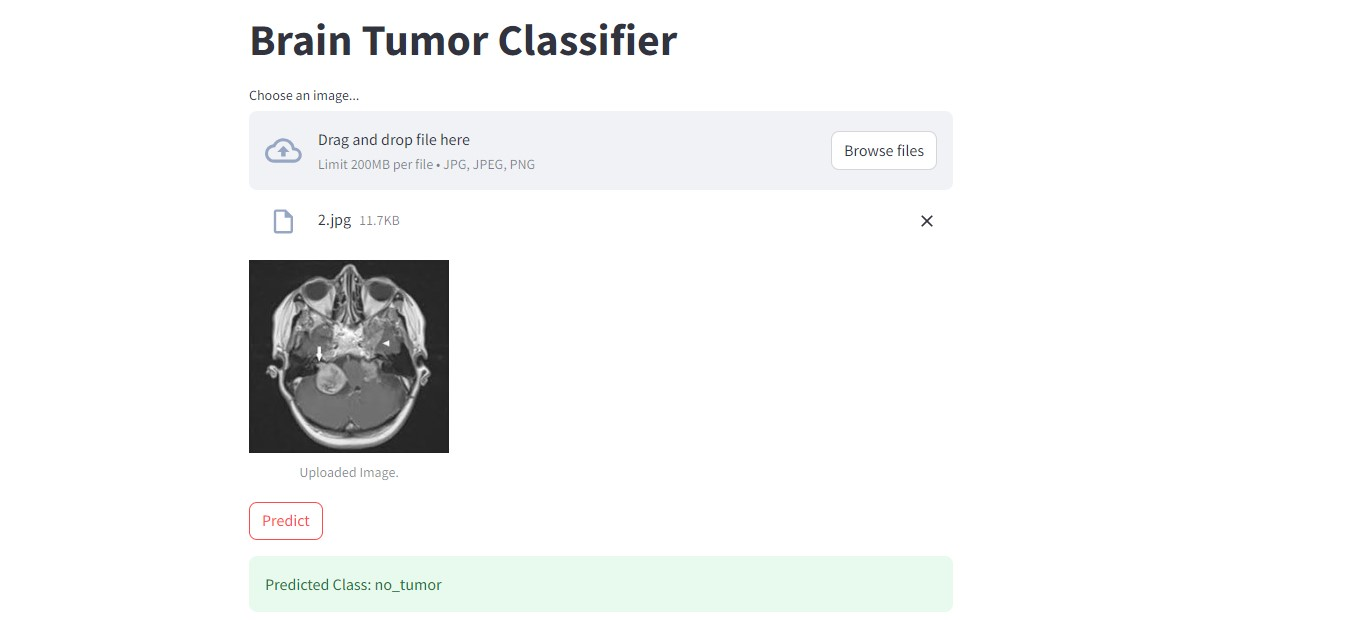 Brain Tumor Classifier
Choose an image...
Drag and drop file here
Limit 200MB per file • JPG, JPEG, PNG
Browse files
2.jpg 11.7KB
Uploaded Image.
Predict
Predicted Class: no_tumor